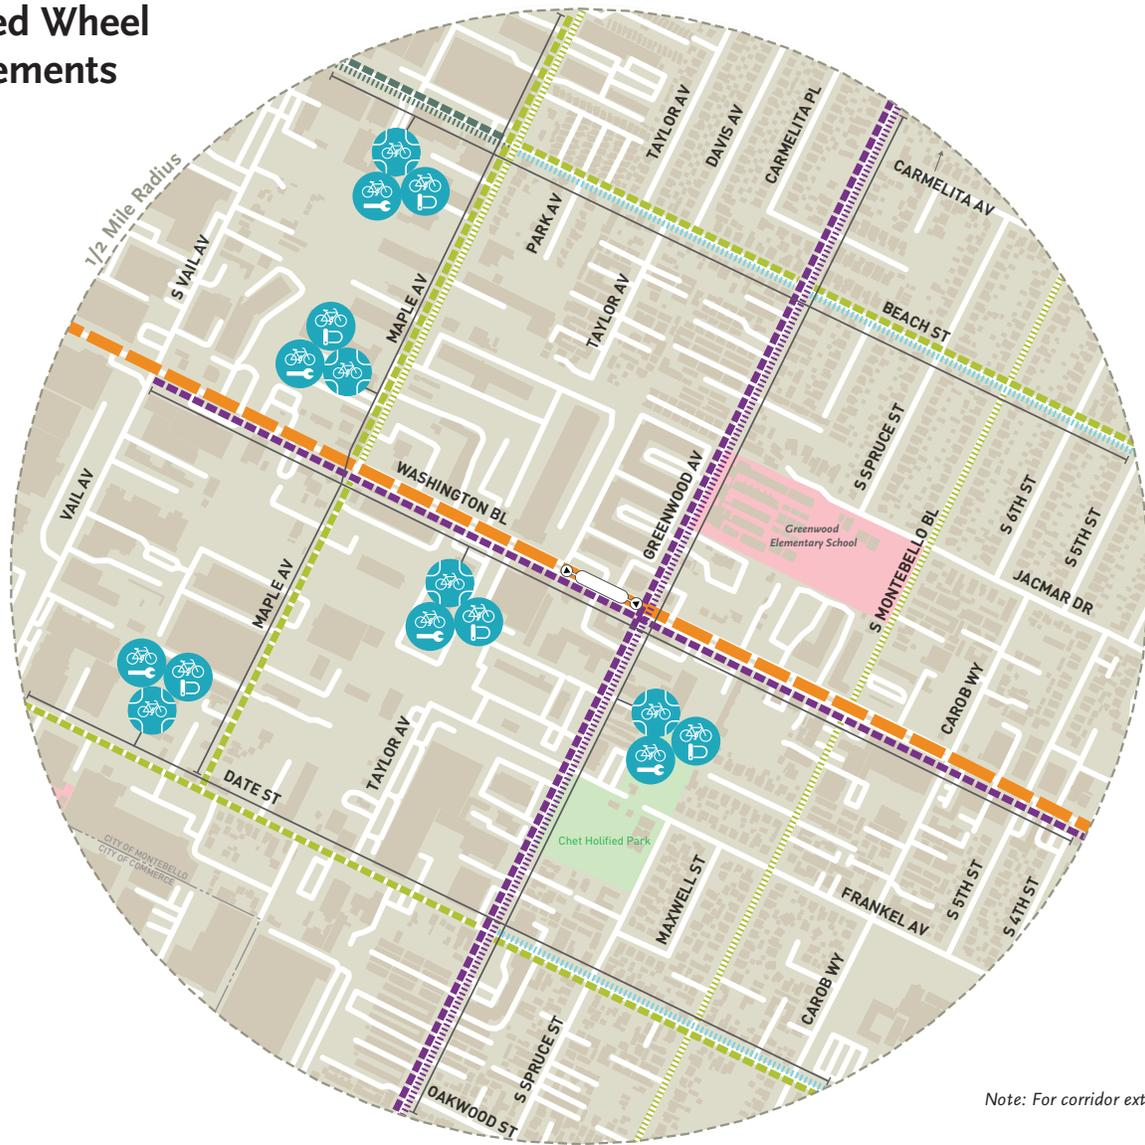 ed Wheel
ements
1/2 Mile Radius
TAYLOR AV
DAVIS AV
CARMELITA PL
CARMELITA AV
S VAIL AV
PARK AV
MAPLE AV
TAYLOR AV
BEACH ST
S SPRUCE ST
WASHINGTON BL
GREENWOOD AV
VAIL AV
Greenwood
Elementary School
S 6TH ST
S 5TH ST
S MONTEBELLO BL
JACMAR DR
MAPLE AV
CAROB WY
TAYLOR AV
DATE ST
Chet Holified Park
CITY OF MONTEBELLO
CITY OF COMMERCE
MAXWELL ST
FRANKEL AV
S 5TH ST
S 4TH ST
CAROB WY
S SPRUCE ST
OAKWOOD ST
Note: For corridor ext